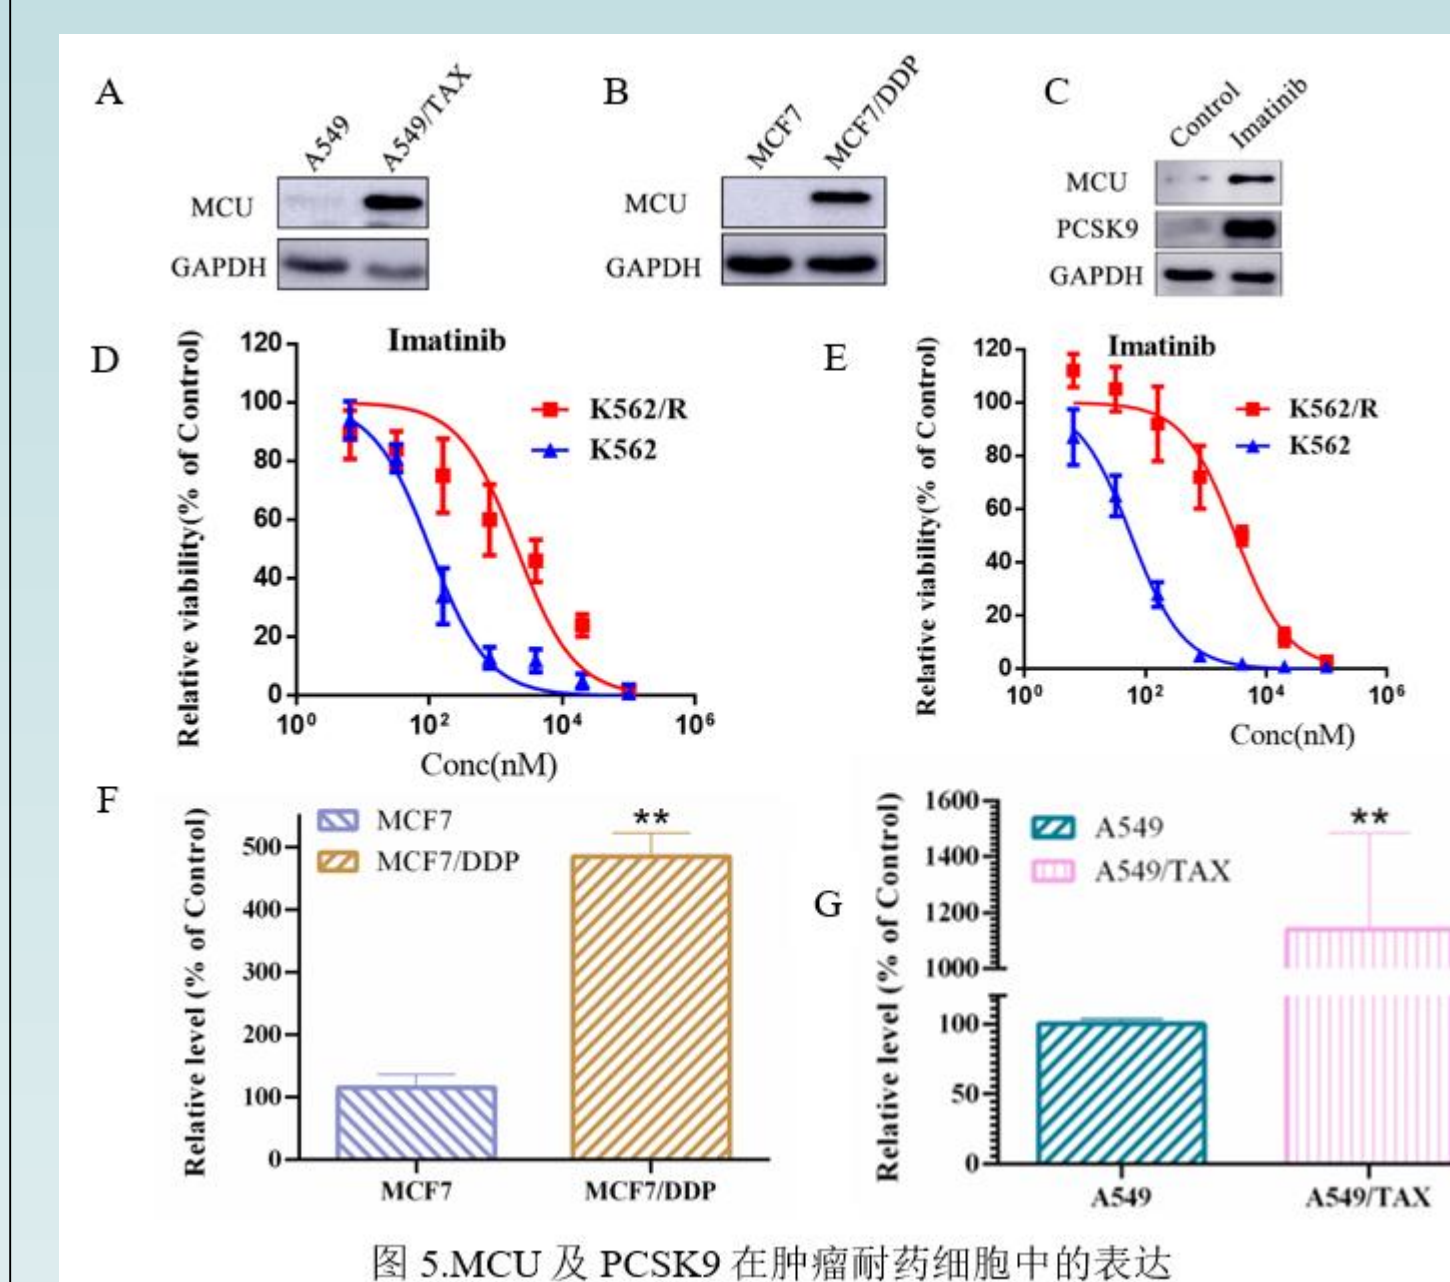 A
A549
A549/TAX
MCU
GAPDH
B
MCF7
MCF7/DDP
MCU
GAPDH
C
Control
Imatinib
MCU
PCSK9
GAPDH
D
Imatinib
Relative viability(% of Control)
120
100
80
60
40
20
0
K562/R
K562
10⁰
10²
10⁴
10⁶
Conc(nM)
E
Imatinib
Relative viability(% of Control)
120
100
80
60
40
20
0
K562/R
K562
10⁰
10²
10⁴
10⁶
Conc(nM)
F
Relative level (% of Control)
500
400
300
200
100
0
MCF7
MCF7/DDP
**
MCF7
MCF7/DDP
G
Relative level (% of Control)
1600
1400
1200
1000
100
50
0
A549
A549/TAX
**
A549
A549/TAX
图 5.MCU 及 PCSK9 在肿瘤耐药细胞中的表达